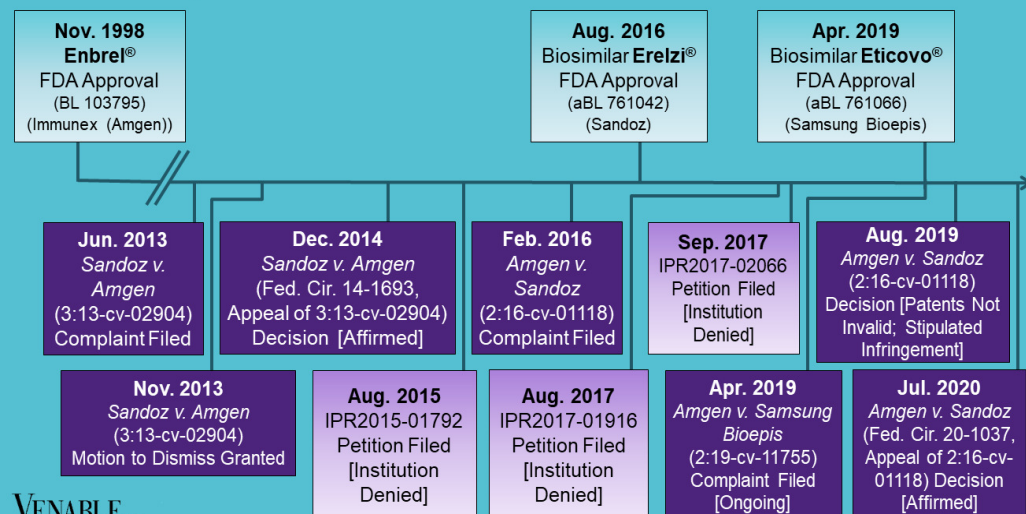 Nov. 1998
Enbrel®
FDA Approval
(BL 103795)
(Immunex (Amgen))
Aug. 2016
Biosimilar Erelzi®
FDA Approval
(aBL 761042)
(Sandoz)
Apr. 2019
Biosimilar Eticovo®
FDA Approval
(aBL 761066)
(Samsung Bioepis)
Jun. 2013
Sandoz v.
Amgen
(3:13-cv-02904)
Complaint Filed
Dec. 2014
Sandoz v. Amgen
(Fed. Cir. 14-1693,
Appeal of 3:13-cv-02904)
Decision [Affirmed]
Feb. 2016
Amgen v.
Sandoz
(2:16-cv-01118)
Complaint Filed
Sep. 2017
IPR2017-02066
Petition Filed
[Institution
Denied]
Aug. 2019
Amgen v. Sandoz
(2:16-cv-01118)
Decision [Patents Not
Invalid; Stipulated
Infringement]
Nov. 2013
Sandoz v. Amgen
(3:13-cv-02904)
Motion to Dismiss Granted
Aug. 2015
IPR2015-01792
Petition Filed
[Institution
Denied]
Aug. 2017
IPR2017-01916
Petition Filed
[Institution
Denied]
Apr. 2019
Amgen v. Samsung
Bioepis
(2:19-cv-11755)
Complaint Filed
[Ongoing]
Jul. 2020
Amgen v. Sandoz
(Fed. Cir. 20-1037,
Appeal of 2:16-cv-
01118) Decision
[Affirmed]
VENABLE